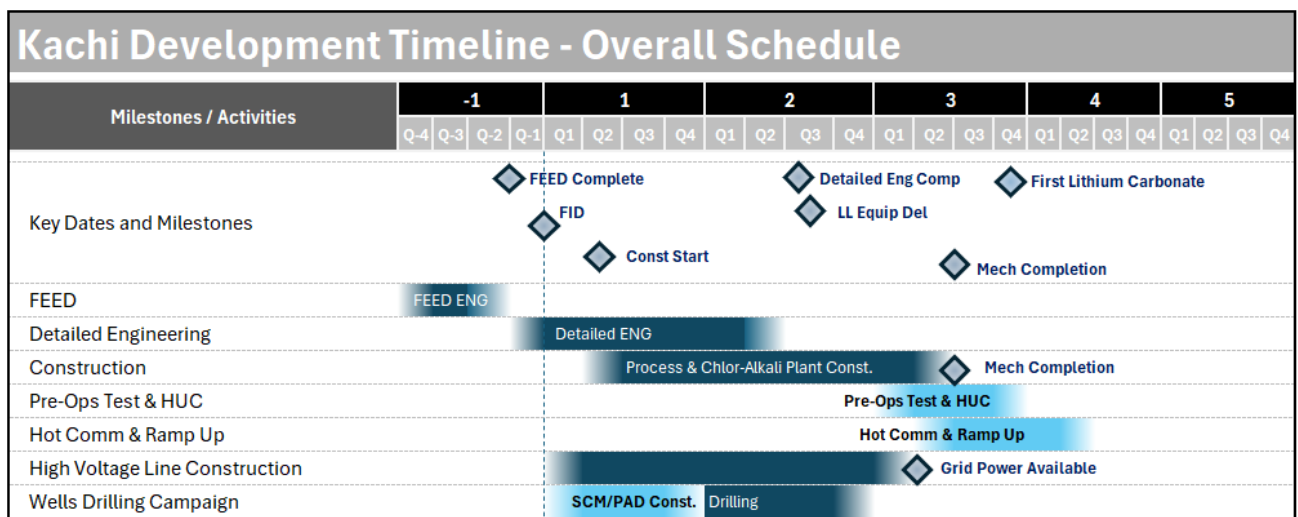 Kachi Development Timeline - Overall Schedule
Milestones / Activities
-1 1 2 3 4 5
Q-4 Q-3 Q-2 Q-1 Q1 Q2 Q3 Q4 Q1 Q2 Q3 Q4 Q1 Q2 Q3 Q4 Q1 Q2 Q3 Q4 Q1 Q2 Q3 Q4
Key Dates and Milestones
FEED Complete
Detailed Eng Comp
First Lithium Carbonate
FID
LL Equip Del
Const Start
Mech Completion
FEED
FEED ENG
Detailed Engineering
Detailed ENG
Construction
Process & Chlor-Alkali Plant Const.
Mech Completion
Pre-Ops Test & HUC
Pre-Ops Test & HUC
Hot Comm & Ramp Up
Hot Comm & Ramp Up
High Voltage Line Construction
Grid Power Available
Wells Drilling Campaign
SCM/PAD Const.
Drilling